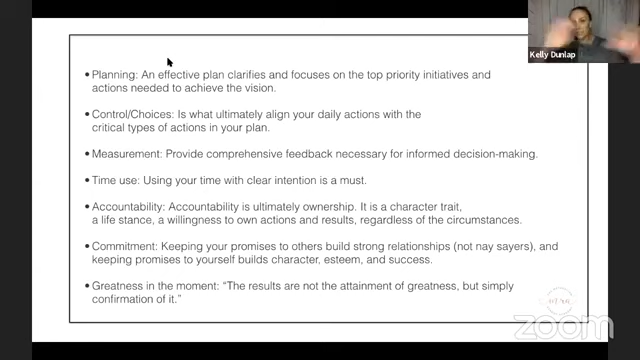 Kelly Dunlap
• Planning: An effective plan clarifies and focuses on the top priority initiatives and
actions needed to achieve the vision.
• Control/Choices: Is what ultimately align your daily actions with the
critical types of actions in your plan.
• Measurement: Provide comprehensive feedback necessary for informed decision-making.
• Time use: Using your time with clear intention is a must.
• Accountability: Accountability is ultimately ownership. It is a character trait,
a life stance, a willingness to own actions and results, regardless of the circumstances.
• Commitment: Keeping your promises to others build strong relationships (not nay sayers), and
keeping promises to yourself builds character, esteem, and success.
• Greatness in the moment: “The results are not the attainment of greatness, but simply
confirmation of it.”
zoom